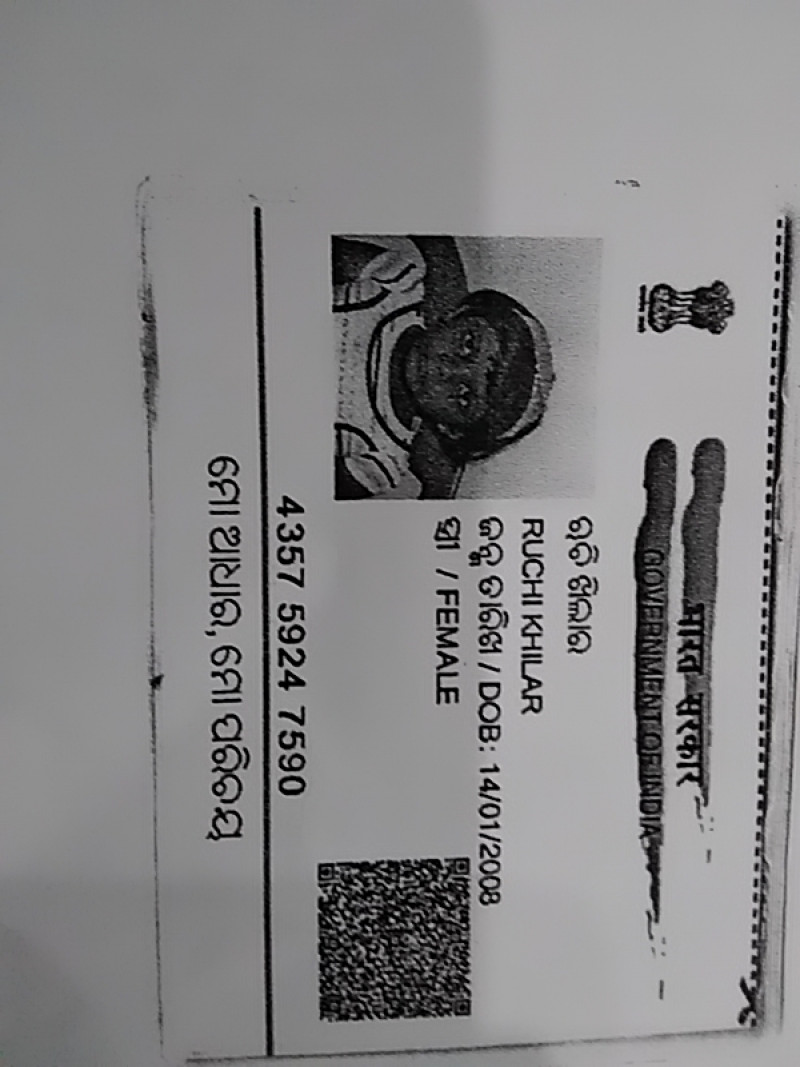 भारत सरकार
GOVERNMENT OF INDIA
ରୁଚି ଖିଲାର
RUCHI KHILAR
ଜନ୍ମ ତାରିଖ / DOB: 14/01/2008
ସ୍ତ୍ରୀ / FEMALE
4357 5924 7590
ମୋ ଆଧାର, ମୋ ପରିଚୟ